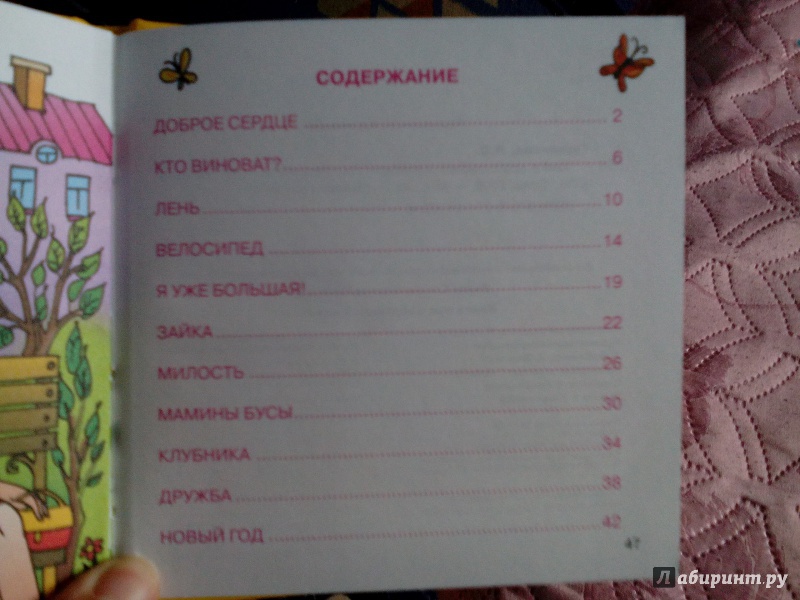 СОДЕРЖАНИЕ
ДОБРОЕ СЕРДЦЕ ........ 2
КТО ВИНОВАТ? ........ 6
ЛЕНЬ ........ 10
ВЕЛОСИПЕД ........ 14
Я УЖЕ БОЛЬШАЯ! ........ 19
ЗАЙКА ........ 22
МИЛОСТЬ ........ 26
МАМИНЫ БУСЫ ........ 30
КЛУБНИКА ........ 34
ДРУЖБА ........ 38
НОВЫЙ ГОД ........ 42
47
Лабиринт.ру